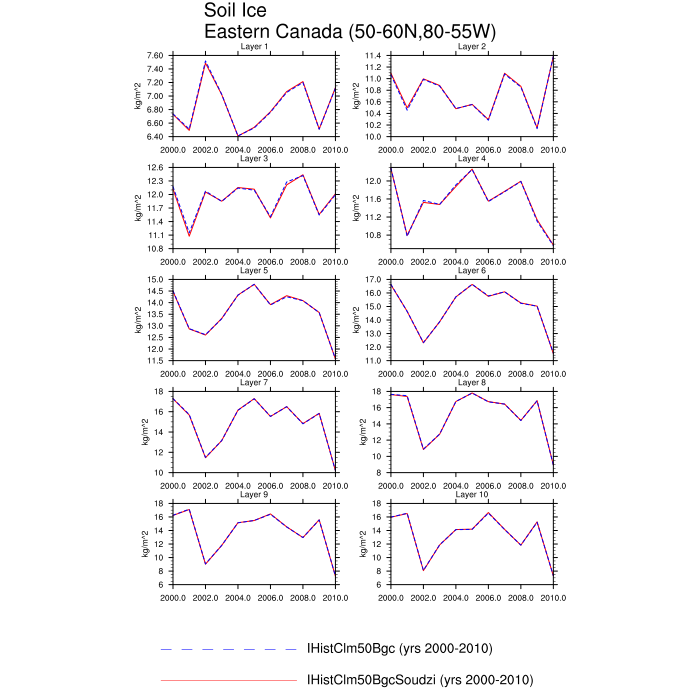 Soil Ice
Eastern Canada (50-60N,80-55W)
Layer 1
Layer 2
kg/m^2
7.60
7.40
7.20
7.00
6.80
6.60
6.40
2000.0 2002.0 2004.0 2006.0 2008.0 2010.0
kg/m^2
11.4
11.2
11.0
10.8
10.6
10.4
10.2
10.0
2000.0 2002.0 2004.0 2006.0 2008.0 2010.0
Layer 3
Layer 4
kg/m^2
12.6
12.3
12.0
11.7
11.4
11.1
10.8
2000.0 2002.0 2004.0 2006.0 2008.0 2010.0
kg/m^2
12.0
11.6
11.2
10.8
2000.0 2002.0 2004.0 2006.0 2008.0 2010.0
Layer 5
Layer 6
kg/m^2
15.0
14.5
14.0
13.5
13.0
12.5
12.0
11.5
2000.0 2002.0 2004.0 2006.0 2008.0 2010.0
kg/m^2
17.0
16.0
15.0
14.0
13.0
12.0
11.0
2000.0 2002.0 2004.0 2006.0 2008.0 2010.0
Layer 7
Layer 8
kg/m^2
18
16
14
12
10
2000.0 2002.0 2004.0 2006.0 2008.0 2010.0
kg/m^2
18
16
14
12
10
8
2000.0 2002.0 2004.0 2006.0 2008.0 2010.0
Layer 9
Layer 10
kg/m^2
18
16
14
12
10
8
6
2000.0 2002.0 2004.0 2006.0 2008.0 2010.0
kg/m^2
18
16
14
12
10
8
6
2000.0 2002.0 2004.0 2006.0 2008.0 2010.0
IHistClm50Bgc (yrs 2000-2010)
IHistClm50BgcSoudzi (yrs 2000-2010)